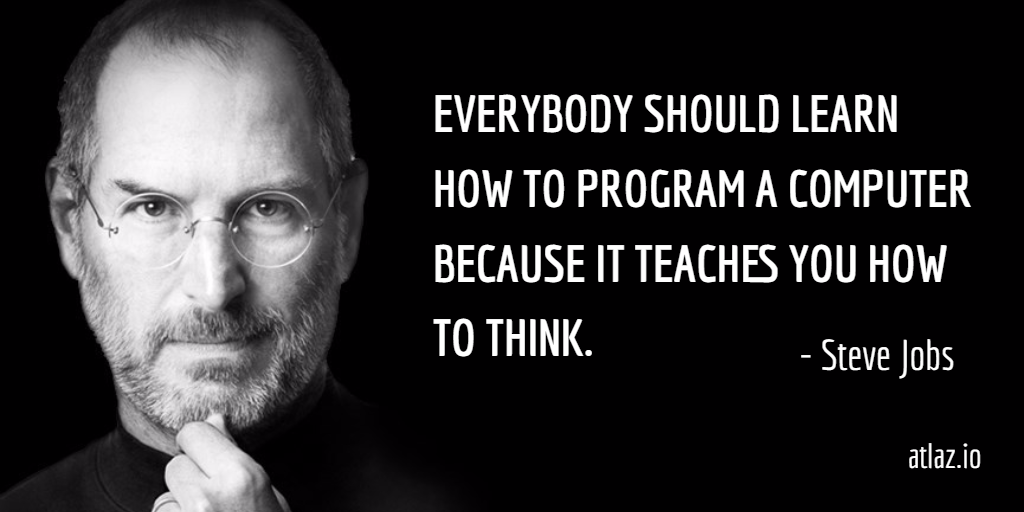 EVERYBODY SHOULD LEARN
HOW TO PROGRAM A COMPUTER
BECAUSE IT TEACHES YOU HOW
TO THINK.
- Steve Jobs
atlaz.io